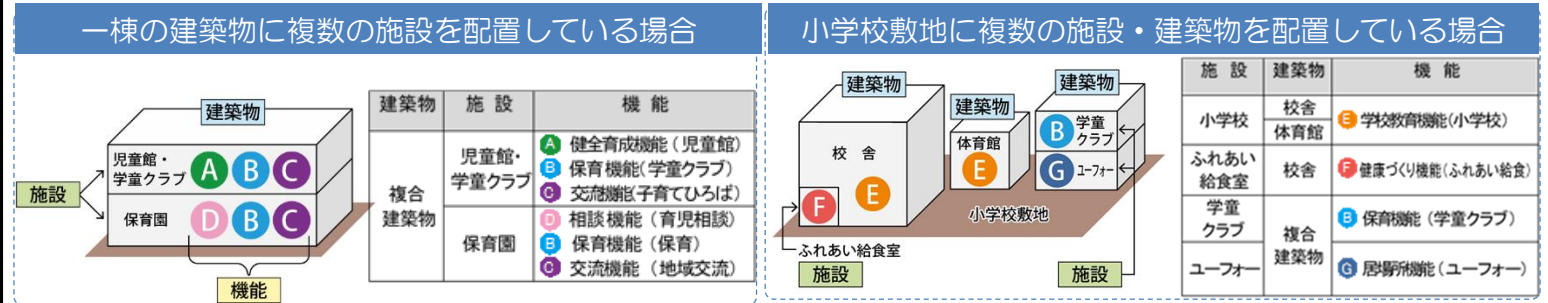 一棟の建築物に複数の施設を配置している場合
建築物
児童館・
学童クラブ
A B C
保育園
D B C
施設
機能
建築物 施設 機能
複合
建築物
児童館・
学童クラブ
A 健全育成機能(児童館)
B 保育機能(学童クラブ)
C 交流機能(子育てひろば)
保育園
D 相談機能(育児相談)
B 保育機能(保育)
C 交流機能(地域交流)
小学校敷地に複数の施設・建築物を配置している場合
建築物
校舎
F
E
ふれあい給食室
施設
建築物
体育館
E
建築物
B 学童
クラブ
G ユーフォー
小学校敷地
施設
施設 建築物 機能
小学校
校舎
体育館
E 学校教育機能(小学校)
ふれあい
給食室
校舎
F 健康づくり機能(ふれあい給食)
学童
クラブ
複合
建築物
B 保育機能(学童クラブ)
ユーフォー
G 居場所機能(ユーフォー)